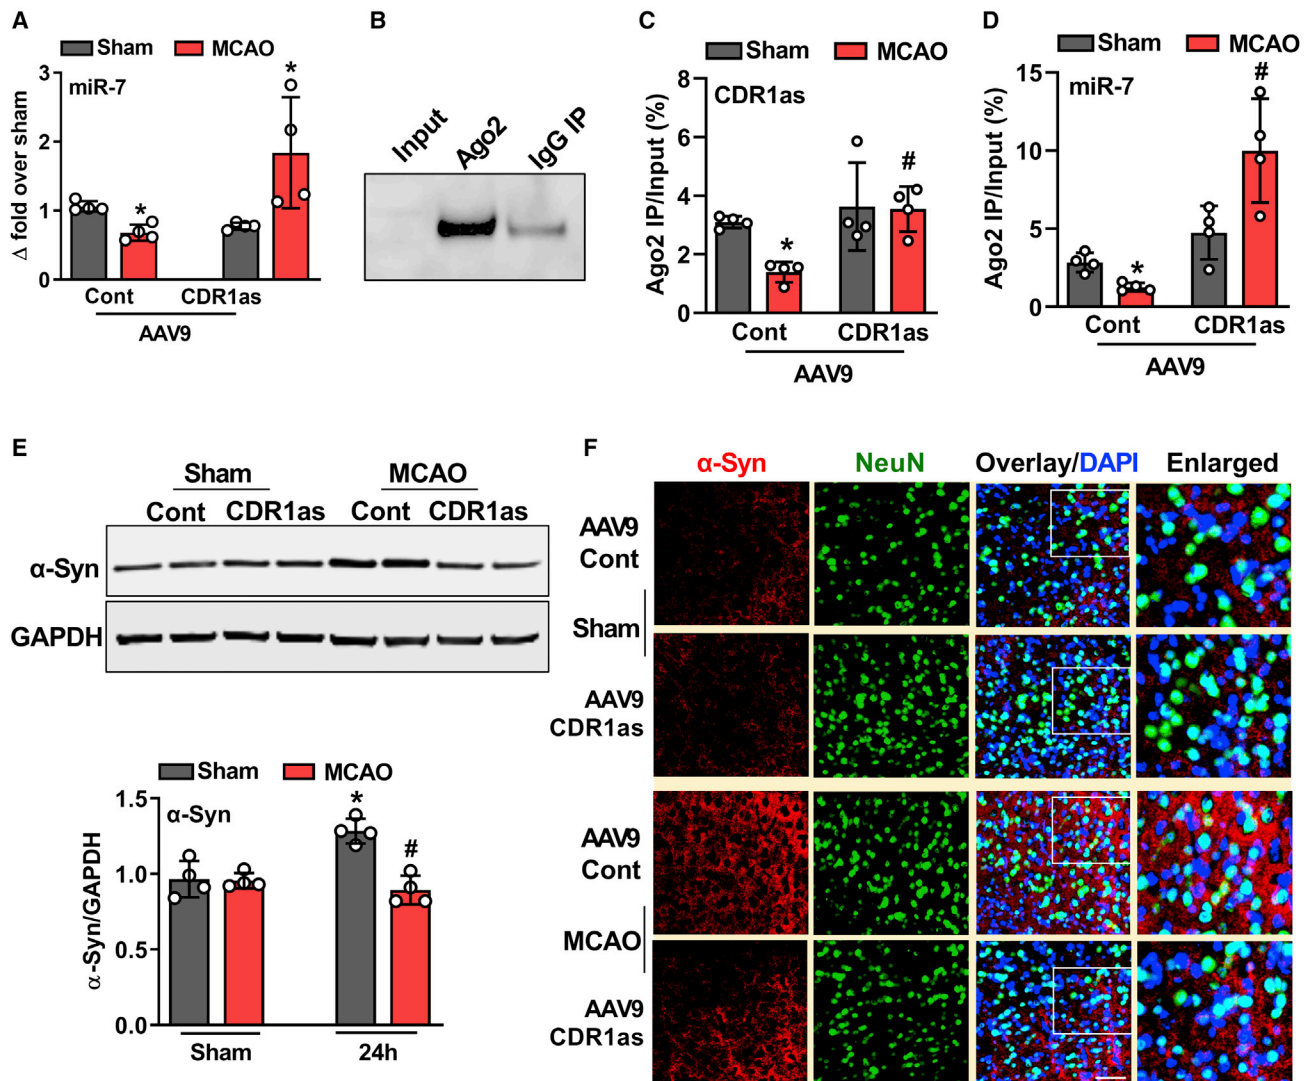 A
Sham MCAO
miR-7
Δ fold over sham
3
2
1
0
*
*
Cont CDR1as
AAV9
B
Input
Ago2
IgG IP
C
Sham MCAO
CDR1as
Ago2 IP/Input (%)
8
6
4
2
0
*
#
Cont CDR1as
AAV9
D
Sham MCAO
miR-7
Ago2 IP/Input (%)
15
10
5
0
*
#
Cont CDR1as
AAV9
E
Sham MCAO
Cont CDR1as Cont CDR1as
α-Syn
GAPDH
Sham MCAO
α-Syn
α-Syn/GAPDH
1.5
1.0
0.5
0.0
*
#
Sham 24h
F
α-Syn NeuN Overlay/DAPI Enlarged
AAV9
Cont
Sham
AAV9
CDR1as
AAV9
Cont
MCAO
AAV9
CDR1as